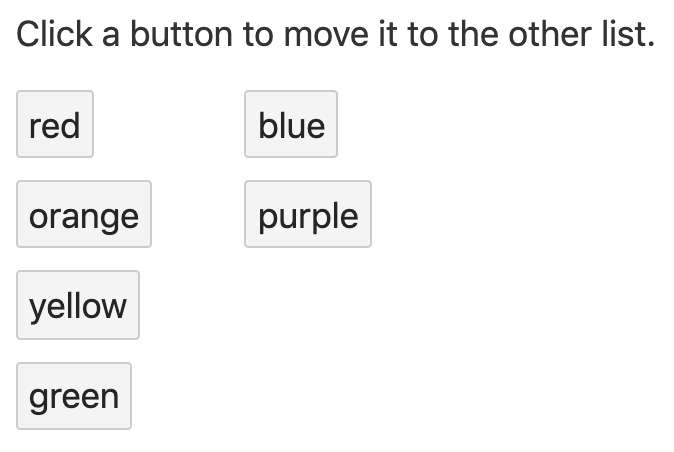 Click a button to move it to the other list.
red blue
orange purple
yellow
green